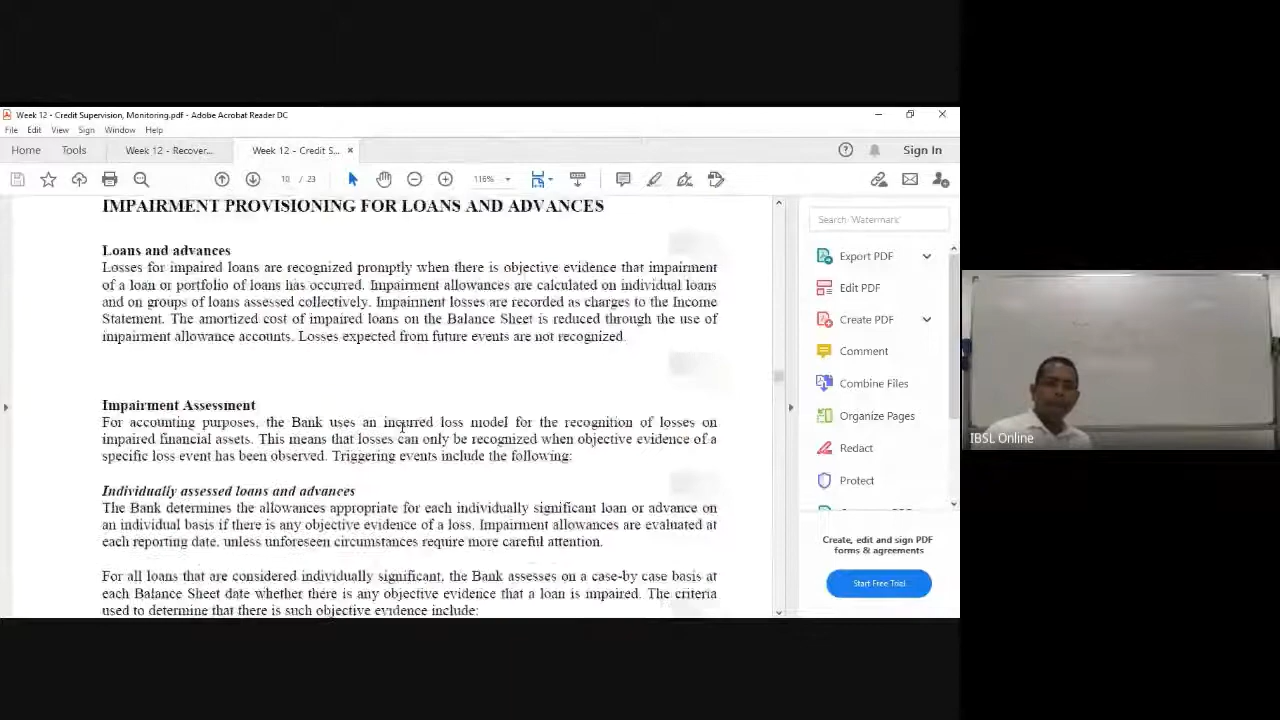 Week 12 - Credit Supervision, Monitoring.pdf - Adobe Acrobat Reader DC
File Edit View Sign Window Help
Home Tools Week 12 - Recover... Week 12 - Credit S... × Sign In
10 / 23 116%
IMPAIRMENT PROVISIONING FOR LOANS AND ADVANCES
Loans and advances
Losses for impaired loans are recognized promptly when there is objective evidence that impairment
of a loan or portfolio of loans has occurred. Impairment allowances are calculated on individual loans
and on groups of loans assessed collectively. Impairment losses are recorded as charges to the Income
Statement. The amortized cost of impaired loans on the Balance Sheet is reduced through the use of
impairment allowance accounts. Losses expected from future events are not recognized.
Impairment Assessment
For accounting purposes, the Bank uses an incurred loss model for the recognition of losses on
impaired financial assets. This means that losses can only be recognized when objective evidence of a
specific loss event has been observed. Triggering events include the following:
Individually assessed loans and advances
The Bank determines the allowances appropriate for each individually significant loan or advance on
an individual basis if there is any objective evidence of a loss. Impairment allowances are evaluated at
each reporting date, unless unforeseen circumstances require more careful attention.
For all loans that are considered individually significant, the Bank assesses on a case-by case basis at
each Balance Sheet date whether there is any objective evidence that a loan is impaired. The criteria
used to determine that there is such objective evidence include:
Search 'Watermark'
Export PDF
Edit PDF
Create PDF
Comment
Combine Files
Organize Pages
Redact
Protect
Create, edit and sign PDF
forms & agreements
Start Free Trial
IBSL Online